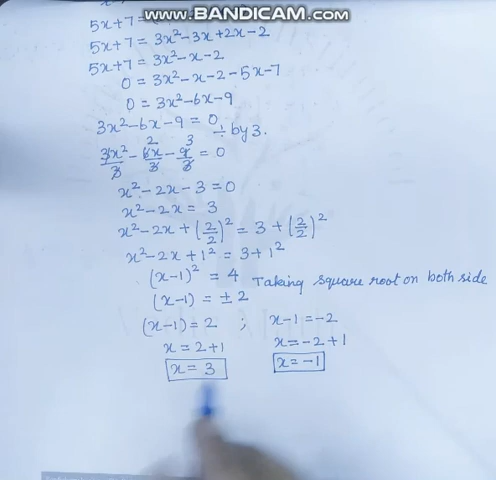 www.BANDICAM.com
5x+7 =
5x+7 = 3x²-3x+2x-2
5x+7 = 3x²-x-2
0 = 3x²-x-2-5x-7
0 = 3x²-6x-9
3x²-6x-9 = 0 ÷ by 3.
3x²/3 - 6x/3 - 9/3 = 0
x²-2x-3=0
x²-2x = 3
x²-2x+(2/2)² = 3+(2/2)²
x²-2x+1² = 3+1²
(x-1)² = 4 Taking square root on both side
(x-1) = ±2
(x-1) = 2 ; x-1=-2
x = 2+1 x=-2+1
x = 3 x=-1